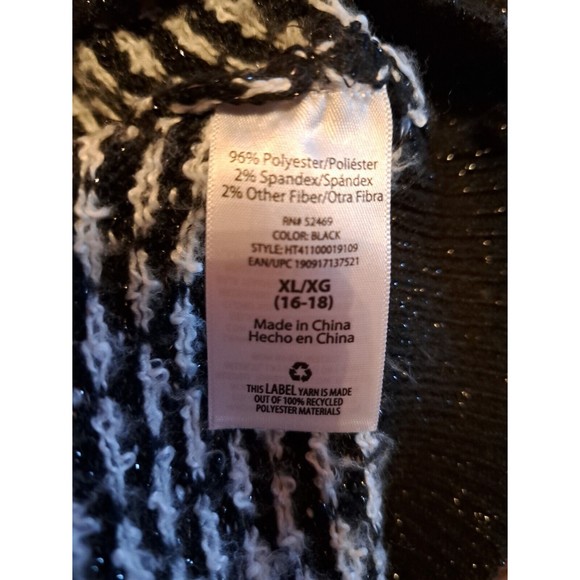 96% Polyester/Poliéster
2% Spandex/Spándex
2% Other Fiber/Otra Fibra
RN# 52469
COLOR: BLACK
STYLE: HT41100019109
EAN/UPC 190917137521
XL/XG
(16-18)
Made in China
Hecho en China
THIS LABEL YARN IS MADE
OUT OF 100% RECYCLED
POLYESTER MATERIALS